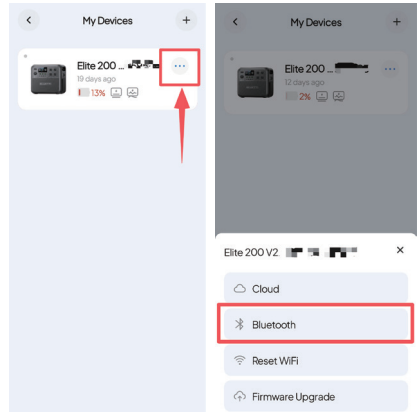 My Devices
+
Elite 200 ...
19 days ago
13%
My Devices
+
Elite 200 ...
12 days ago
2%
Elite 200 V2
×
Cloud
Bluetooth
Reset WiFi
Firmware Upgrade